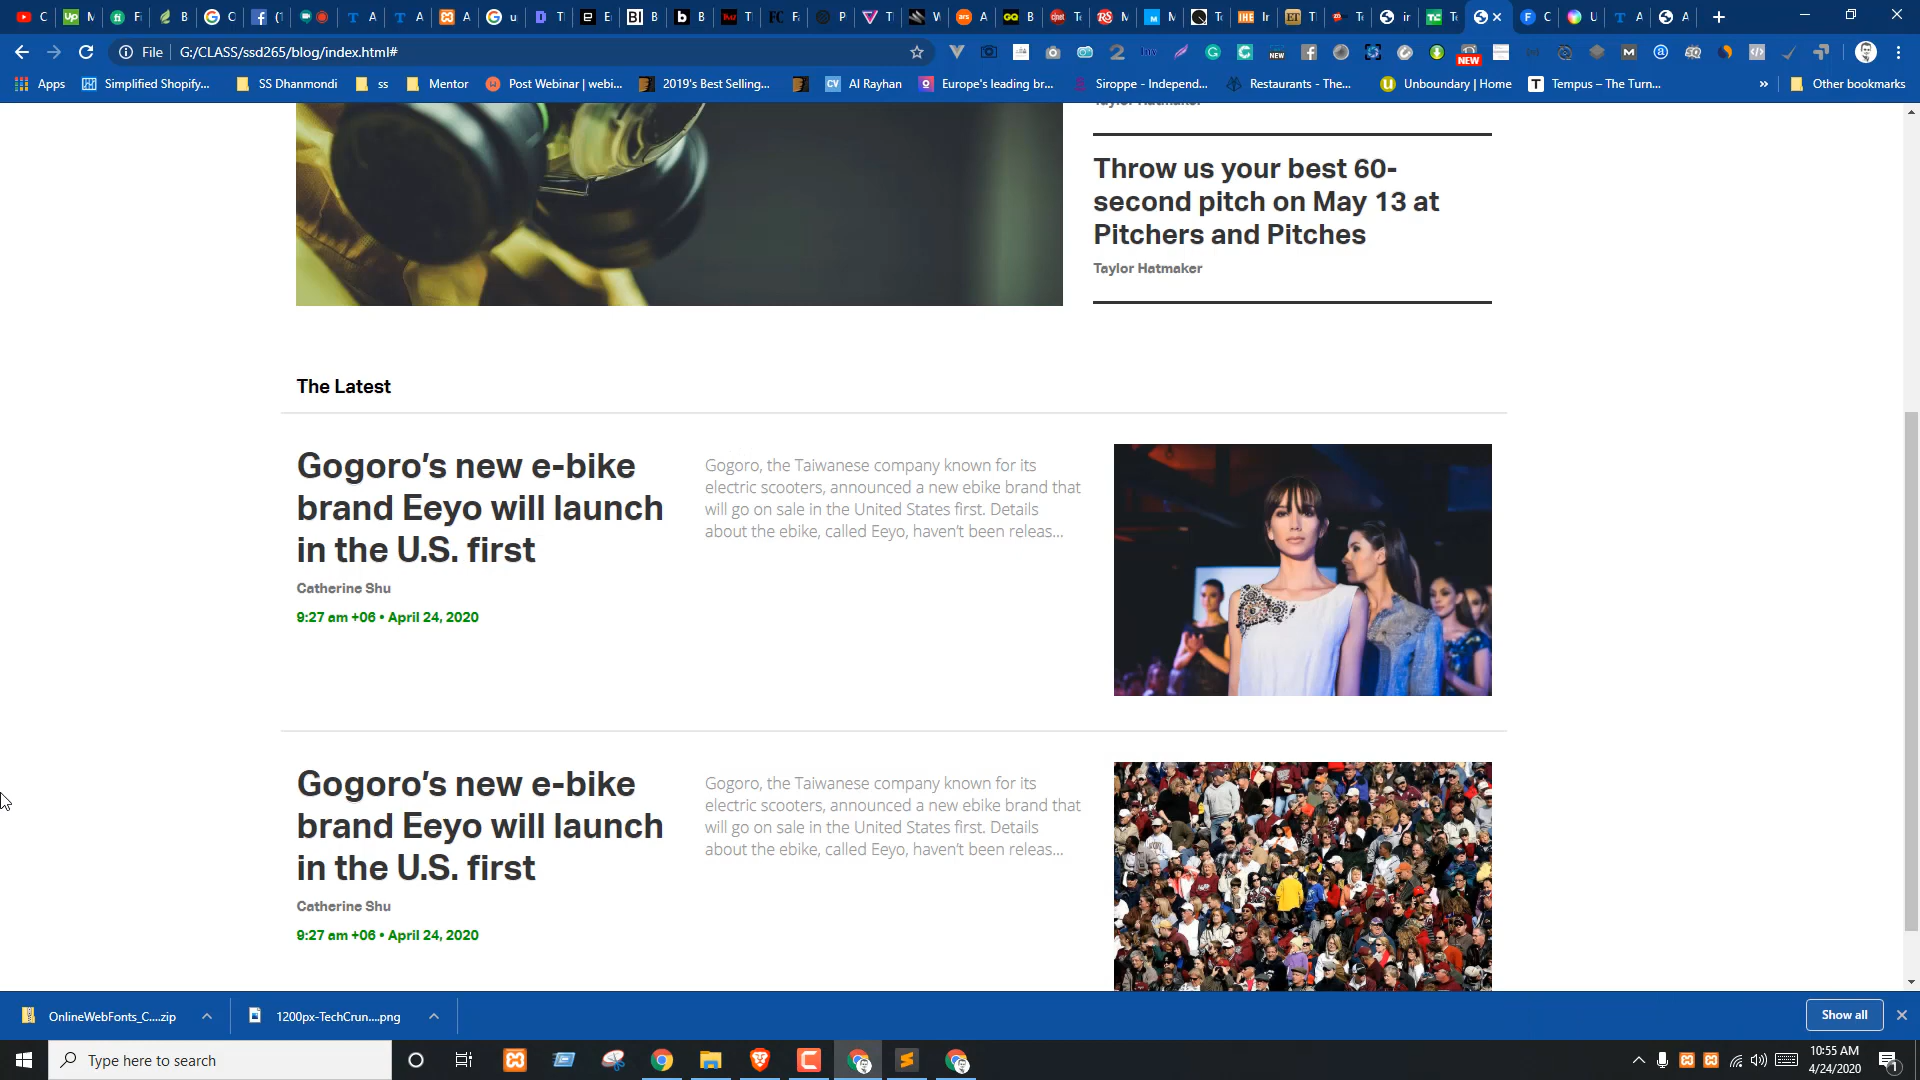 File
G:/CLASS/ssd265/blog/index.html#
Apps
Simplified Shopify...
SS Dhanmondi
ss
Mentor
Post Webinar | webi...
2019's Best Selling...
Al Rayhan
Europe's leading br...
Siroppe - Independ...
Restaurants - The...
Unboundary | Home
Tempus – The Turn...
»
Other bookmarks
Throw us your best 60-
second pitch on May 13 at
Pitchers and Pitches
Taylor Hatmaker
The Latest
Gogoro’s new e-bike
brand Eeyo will launch
in the U.S. first
Catherine Shu
9:27 am +06 • April 24, 2020
Gogoro, the Taiwanese company known for its
electric scooters, announced a new ebike brand that
will go on sale in the United States first. Details
about the ebike, called Eeyo, haven’t been releas...
Gogoro’s new e-bike
brand Eeyo will launch
in the U.S. first
Catherine Shu
9:27 am +06 • April 24, 2020
Gogoro, the Taiwanese company known for its
electric scooters, announced a new ebike brand that
will go on sale in the United States first. Details
about the ebike, called Eeyo, haven’t been releas...
OnlineWebFonts_C....zip
1200px-TechCrun....png
Show all
Type here to search
10:55 AM
4/24/2020